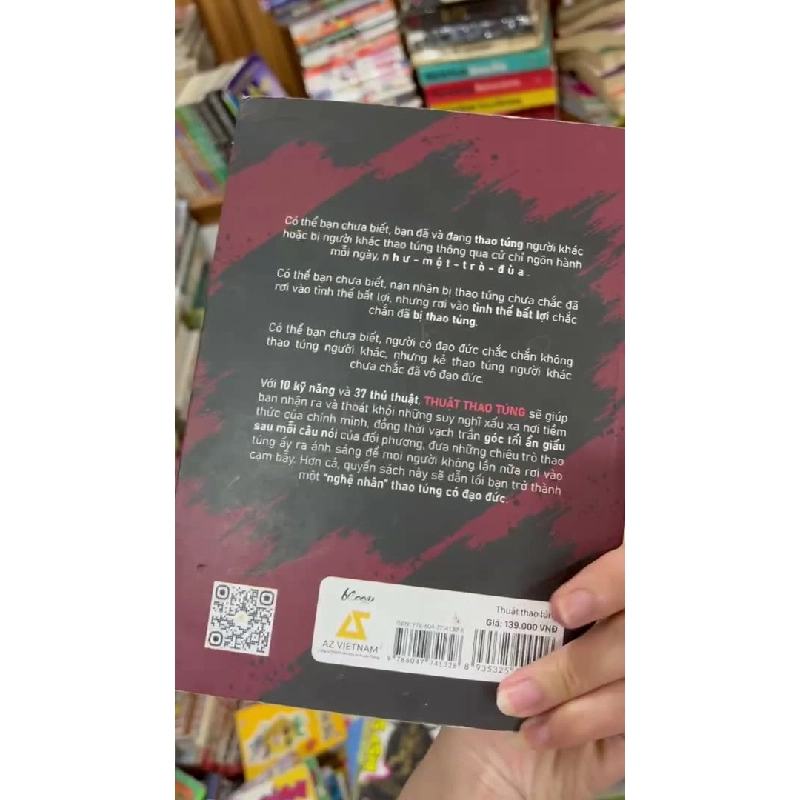 Có thể bạn chưa biết, bạn đã và đang thao túng người khác
hoặc bị người khác thao túng thông qua cử chỉ ngôn hành
mỗi ngày, như-một-trò-đùa.
Có thể bạn chưa biết, nạn nhân bị thao túng chưa chắc đã
rơi vào tình thế bất lợi, nhưng rơi vào tình thế bất lợi chắc
chắn đã bị thao túng.
Có thể bạn chưa biết, người có đạo đức chắc chắn không
thao túng người khác, nhưng kẻ thao túng người khác
chưa chắc đã vô đạo đức.
Với 10 kỹ năng và 37 thủ thuật, THUẬT THAO TÚNG sẽ giúp
bạn nhận ra và thoát khỏi những suy nghĩ xấu xa nơi tiềm
thức của chính mình, đồng thời vạch trần góc tối ẩn giấu
sau mỗi câu nói của đối phương, đưa những chiêu trò thao
túng ấy ra ánh sáng để mọi người không lần nữa rơi vào
cạm bẫy. Hơn cả, quyển sách này sẽ dẫn lối bạn trở thành
một "nghệ nhân" thao túng có đạo đức.
AZ VIETNAM
Thuật thao tún
Giá: 139.000 VNĐ
8 935325